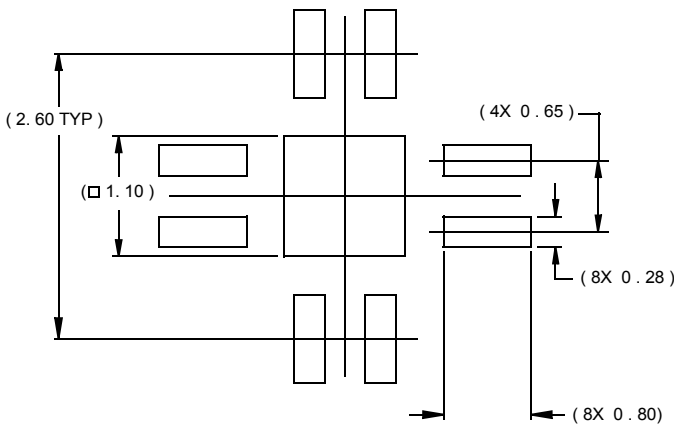 ( 4X 0 . 65 )
( 2. 60 TYP )
(□ 1. 10 )
( 8X 0 . 28 )
( 8X 0 . 80)